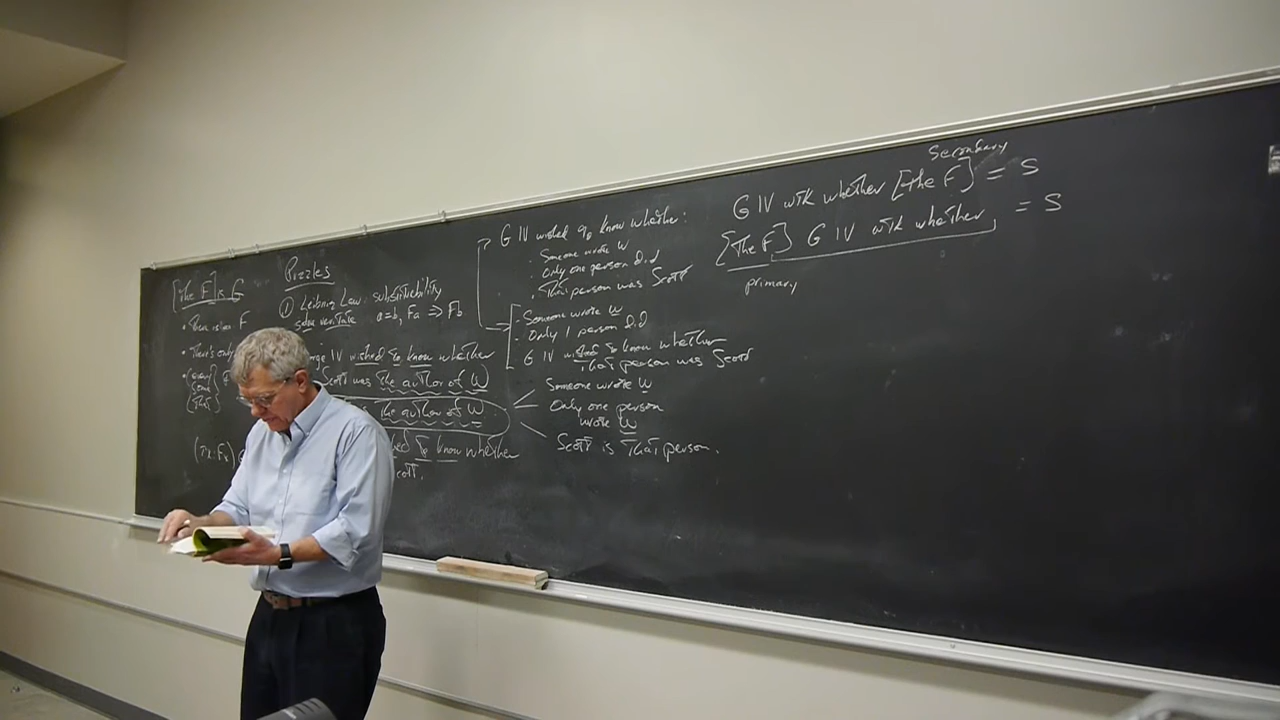 [The F] is G
There is an F
There's only
{every}
{some}
{that}
Puzzles
① Leibniz Law: substitutability
salva veritate a=b, Fa ⇒ Fb
IV wished to know whether
Scott was the author of W
the author of W
to know whether
Scott.
G IV wished to know whether:
· Someone wrote W
· Only one person did
· That person was Scott
· Someone wrote W
· Only 1 person did
G IV wished to know whether
that person was Scott
Someone wrote W
Only one person
wrote W
Scott is that person.
Secondary
G IV wtk whether [the F] = S
[The F] G IV wtk whether = S
primary